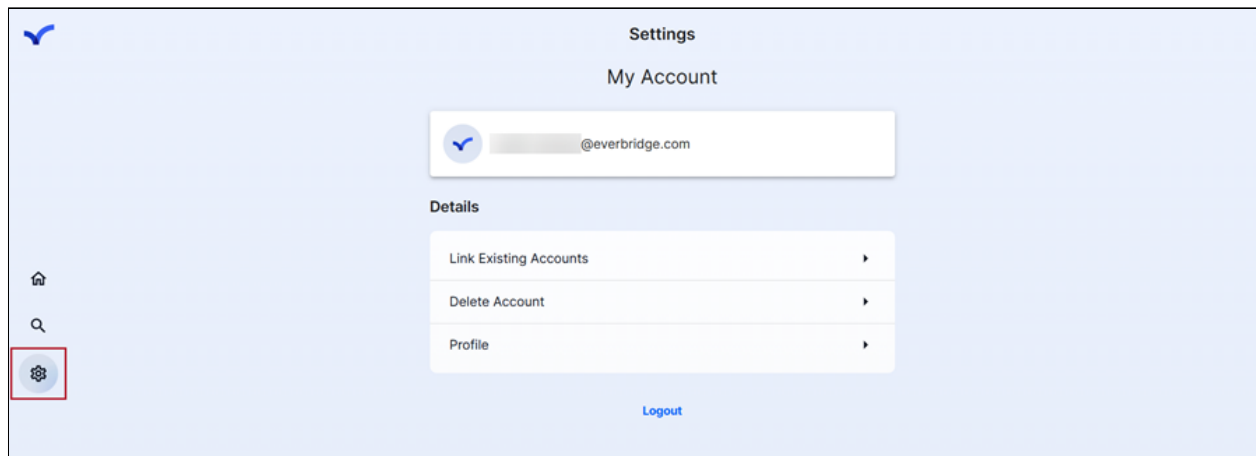 Settings
My Account
@everbridge.com
Details
Link Existing Accounts
Delete Account
Profile
Logout